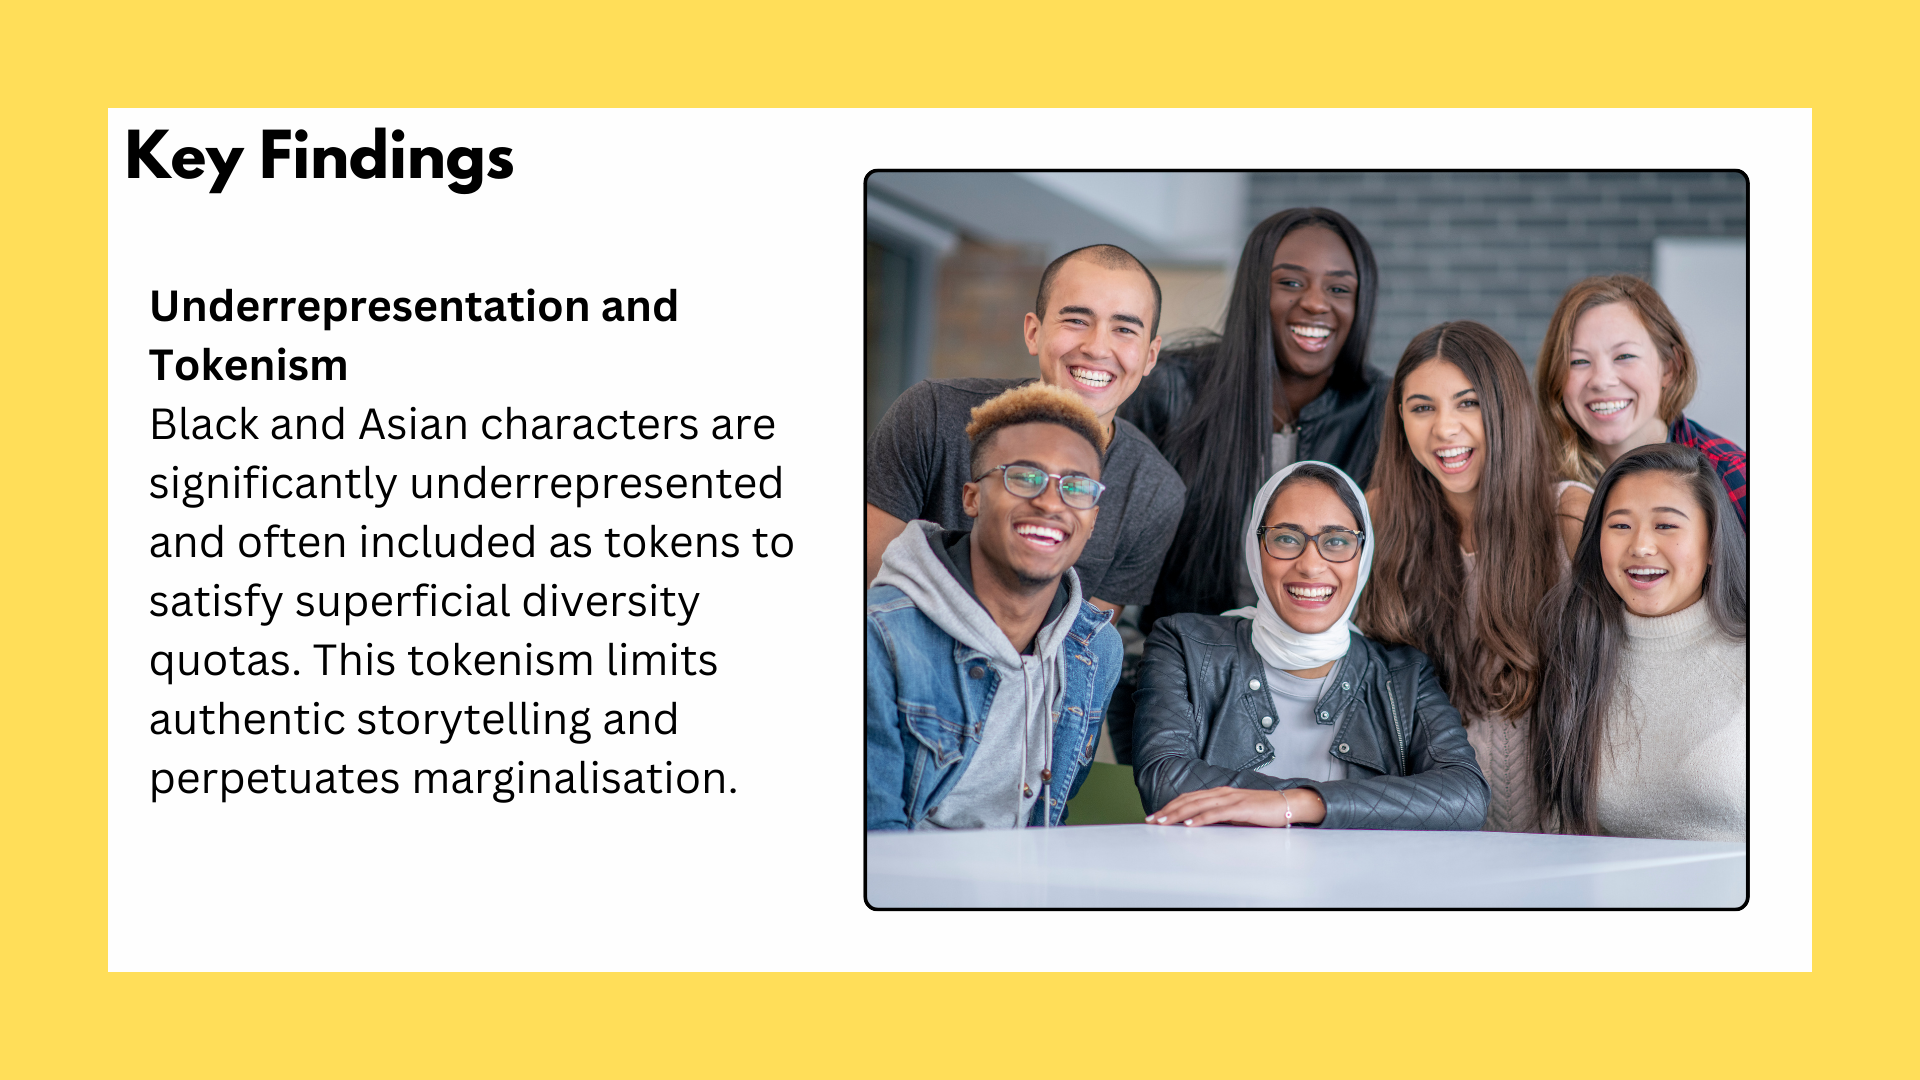 Key Findings
Underrepresentation and
Tokenism
Black and Asian characters are
significantly underrepresented
and often included as tokens to
satisfy superficial diversity
quotas. This tokenism limits
authentic storytelling and
perpetuates marginalisation.